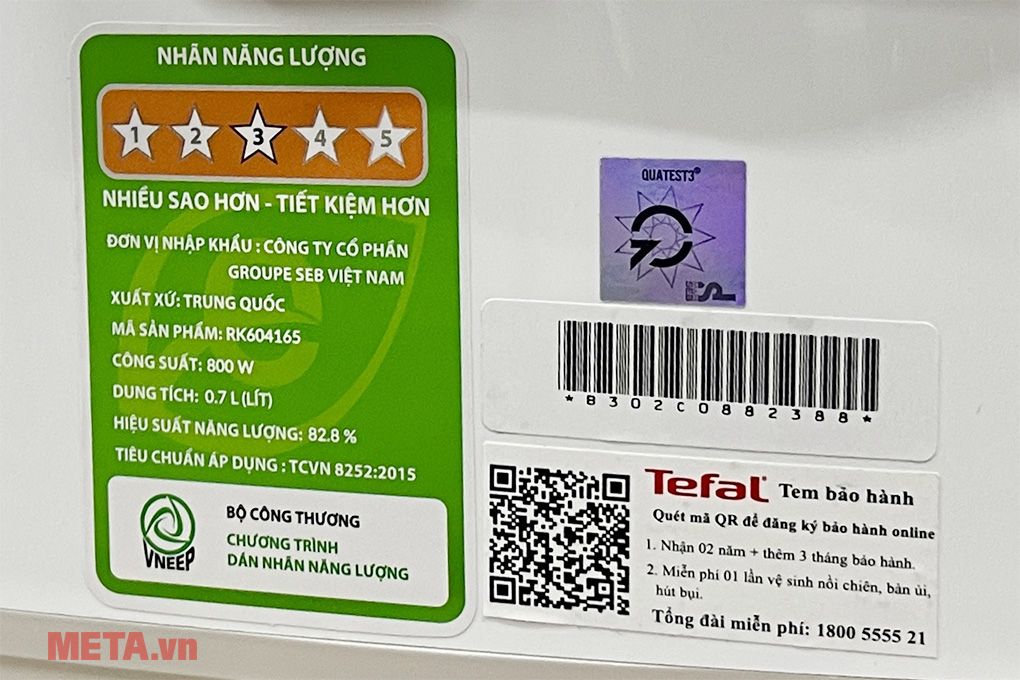 NHÃN NĂNG LƯỢNG
1 2 3 4 5
NHIỀU SAO HƠN - TIẾT KIỆM HƠN
ĐƠN VỊ NHẬP KHẨU : CÔNG TY CỔ PHẦN
GROUPE SEB VIỆT NAM
XUẤT XỨ: TRUNG QUỐC
MÃ SẢN PHẨM: RK604165
CÔNG SUẤT: 800 W
DUNG TÍCH: 0.7 L (LÍT)
HIỆU SUẤT NĂNG LƯỢNG: 82.8 %
TIÊU CHUẨN ÁP DỤNG : TCVN 8252:2015
VNEEP
BỘ CÔNG THƯƠNG
CHƯƠNG TRÌNH
DÁN NHÃN NĂNG LƯỢNG
QUATEST3®
*B302C0882388*
Tefal Tem bảo hành
Quét mã QR để đăng ký bảo hành online
1. Nhận 02 năm + thêm 3 tháng bảo hành.
2. Miễn phí 01 lần vệ sinh nồi chiên, bàn ủi,
hút bụi.
Tổng đài miễn phí: 1800 5555 21
META.vn